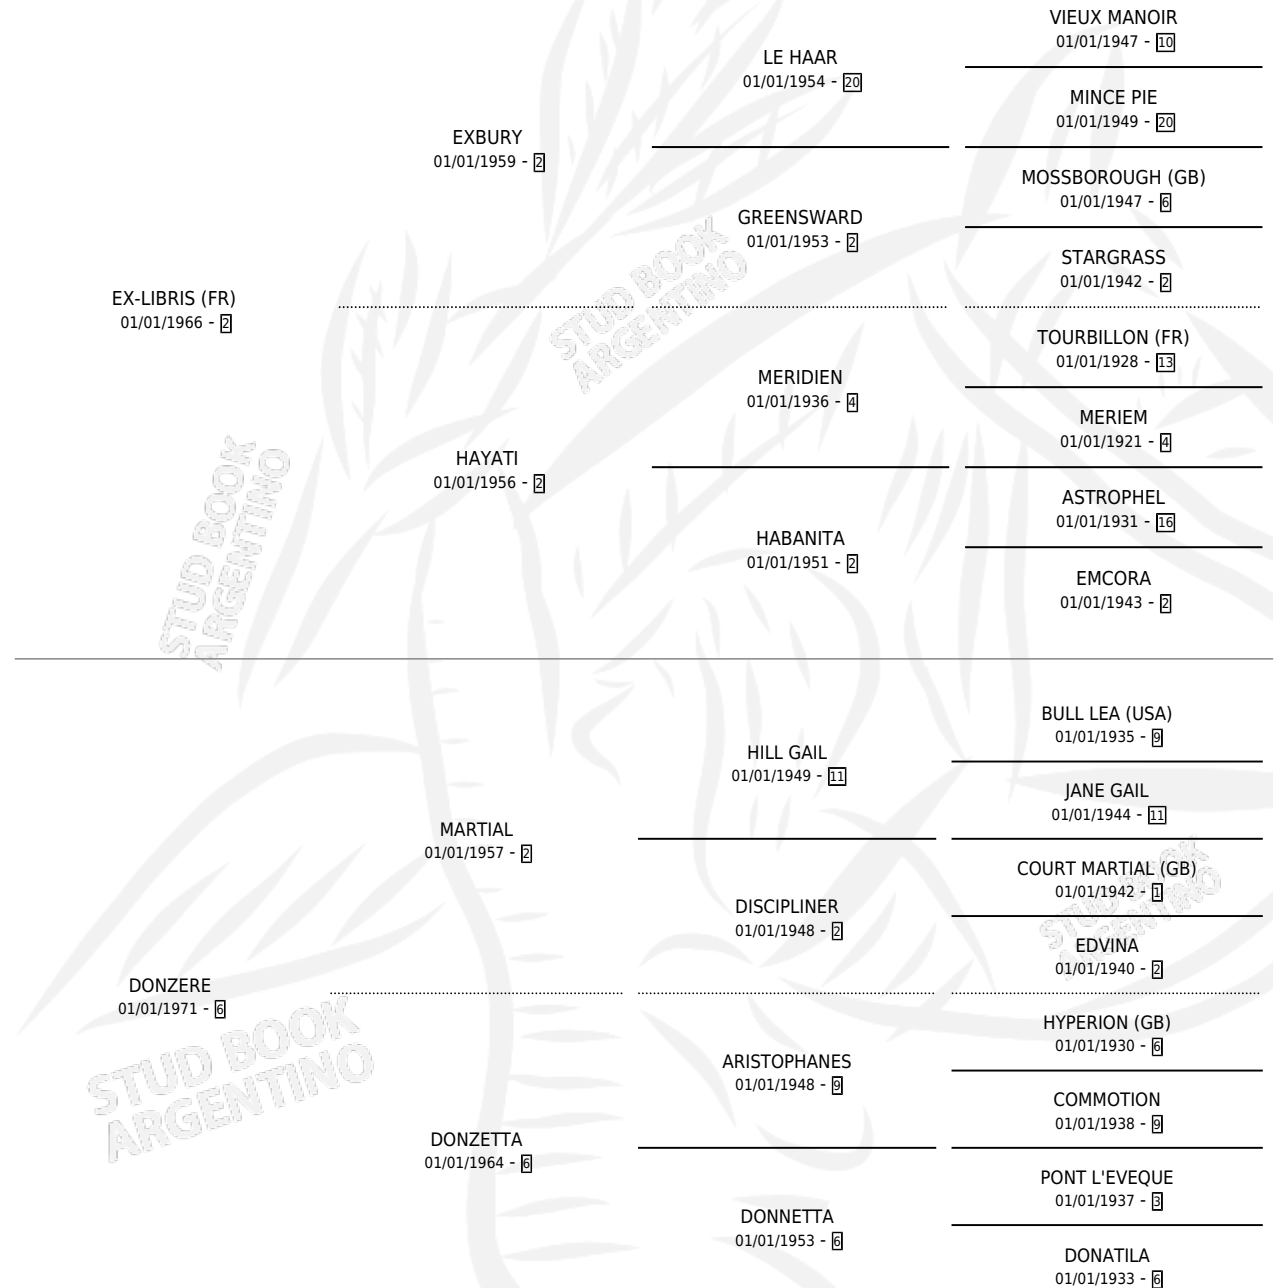 VIEUX MANOIR
01/01/1947 - 10
LE HAAR
01/01/1954 - 20
MINCE PIE
01/01/1949 - 20
EXBURY
01/01/1959 - 2
MOSSBOROUGH (GB)
01/01/1947 - 6
GREENSWARD
01/01/1953 - 2
STARGRASS
01/01/1942 - 2
EX-LIBRIS (FR)
01/01/1966 - 2
TOURBILLON (FR)
01/01/1928 - 13
MERIDIEN
01/01/1936 - 4
MERIEM
01/01/1921 - 4
HAYATI
01/01/1956 - 2
ASTROPHEL
01/01/1931 - 16
HABANITA
01/01/1951 - 2
EMCORA
01/01/1943 - 2
BULL LEA (USA)
01/01/1935 - 9
HILL GAIL
01/01/1949 - 11
JANE GAIL
01/01/1944 - 11
MARTIAL
01/01/1957 - 2
COURT MARTIAL (GB)
01/01/1942 - 1
DISCIPLINER
01/01/1948 - 2
EDVINA
01/01/1940 - 2
DONZERE
01/01/1971 - 6
HYPERION (GB)
01/01/1930 - 6
ARISTOPHANES
01/01/1948 - 9
COMMOTION
01/01/1938 - 9
DONZETTA
01/01/1964 - 6
PONT L'EVEQUE
01/01/1937 - 3
DONNETTA
01/01/1953 - 6
DONATILA
01/01/1933 - 6
STUD BOOK
ARGENTINO
STUD BOOK
ARGENTINO
STUD BOOK
ARGENTINO
STUD BOOK
ARGENTINO